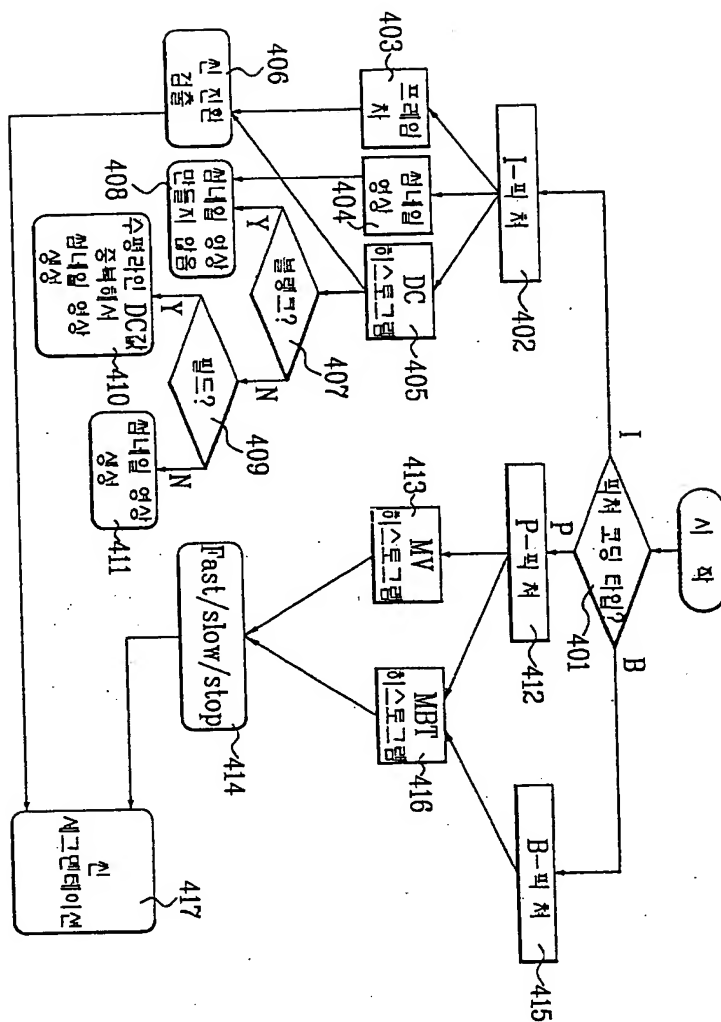 시 작
픽처 코딩 타입?
401
I
P
B
I-픽 처
402
P-픽 처
412
B-픽 처
415
403
프레임
차
썸네일
영상
404
DC
히스토그램
405
413
MV
히스토그램
MBT
히스토그램
416
406
씬 전환
검출
408
썸네일 영상
만들지 않음
Y
블랭크?
407
N
필드?
409
Y
N
수평라인 DC값
중복해서
썸네일 영상
생성
410
썸네일 영상
생성
411
Fast/slow/stop
414
씬
세그먼테이션
417